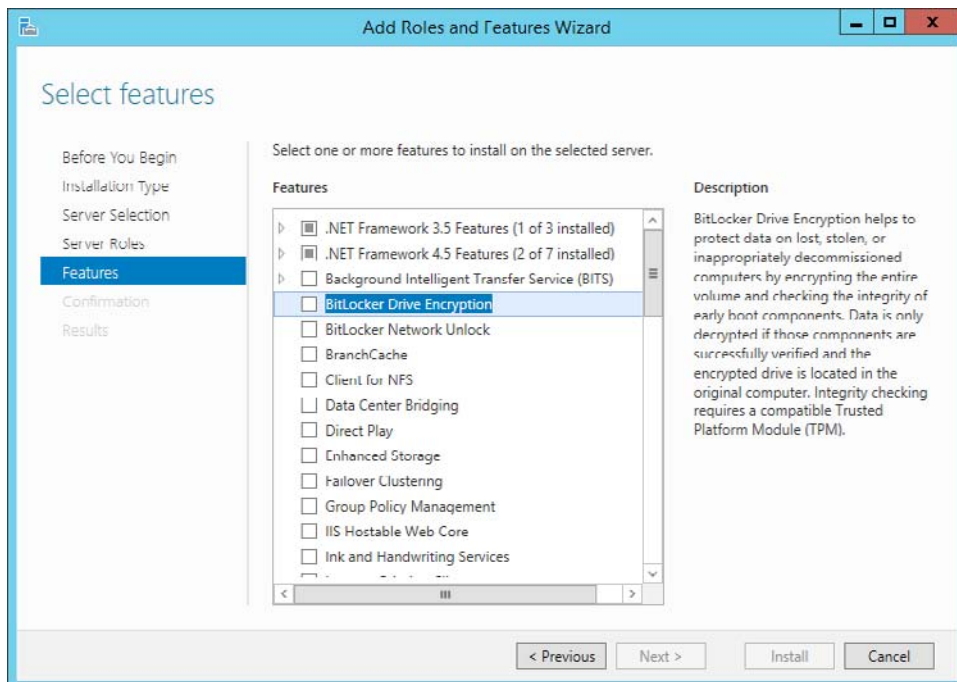 Add Roles and Features Wizard
Select features
Before You Begin
Installation Type
Server Selection
Server Roles
Features
Confirmation
Results
Select one or more features to install on the selected server.
Features
.NET Framework 3.5 Features (1 of 3 installed)
.NET Framework 4.5 Features (2 of 7 installed)
Background Intelligent Transfer Service (BITS)
BitLocker Drive Encryption
BitLocker Network Unlock
BranchCache
Client for NFS
Data Center Bridging
Direct Play
Enhanced Storage
Failover Clustering
Group Policy Management
IIS Hostable Web Core
Ink and Handwriting Services
Description
BitLocker Drive Encryption helps to
protect data on lost, stolen, or
inappropriately decommissioned
computers by encrypting the entire
volume and checking the integrity of
early boot components. Data is only
decrypted if those components are
successfully verified and the
encrypted drive is located in the
original computer. Integrity checking
requires a compatible Trusted
Platform Module (TPM).
< Previous
Next >
Install
Cancel